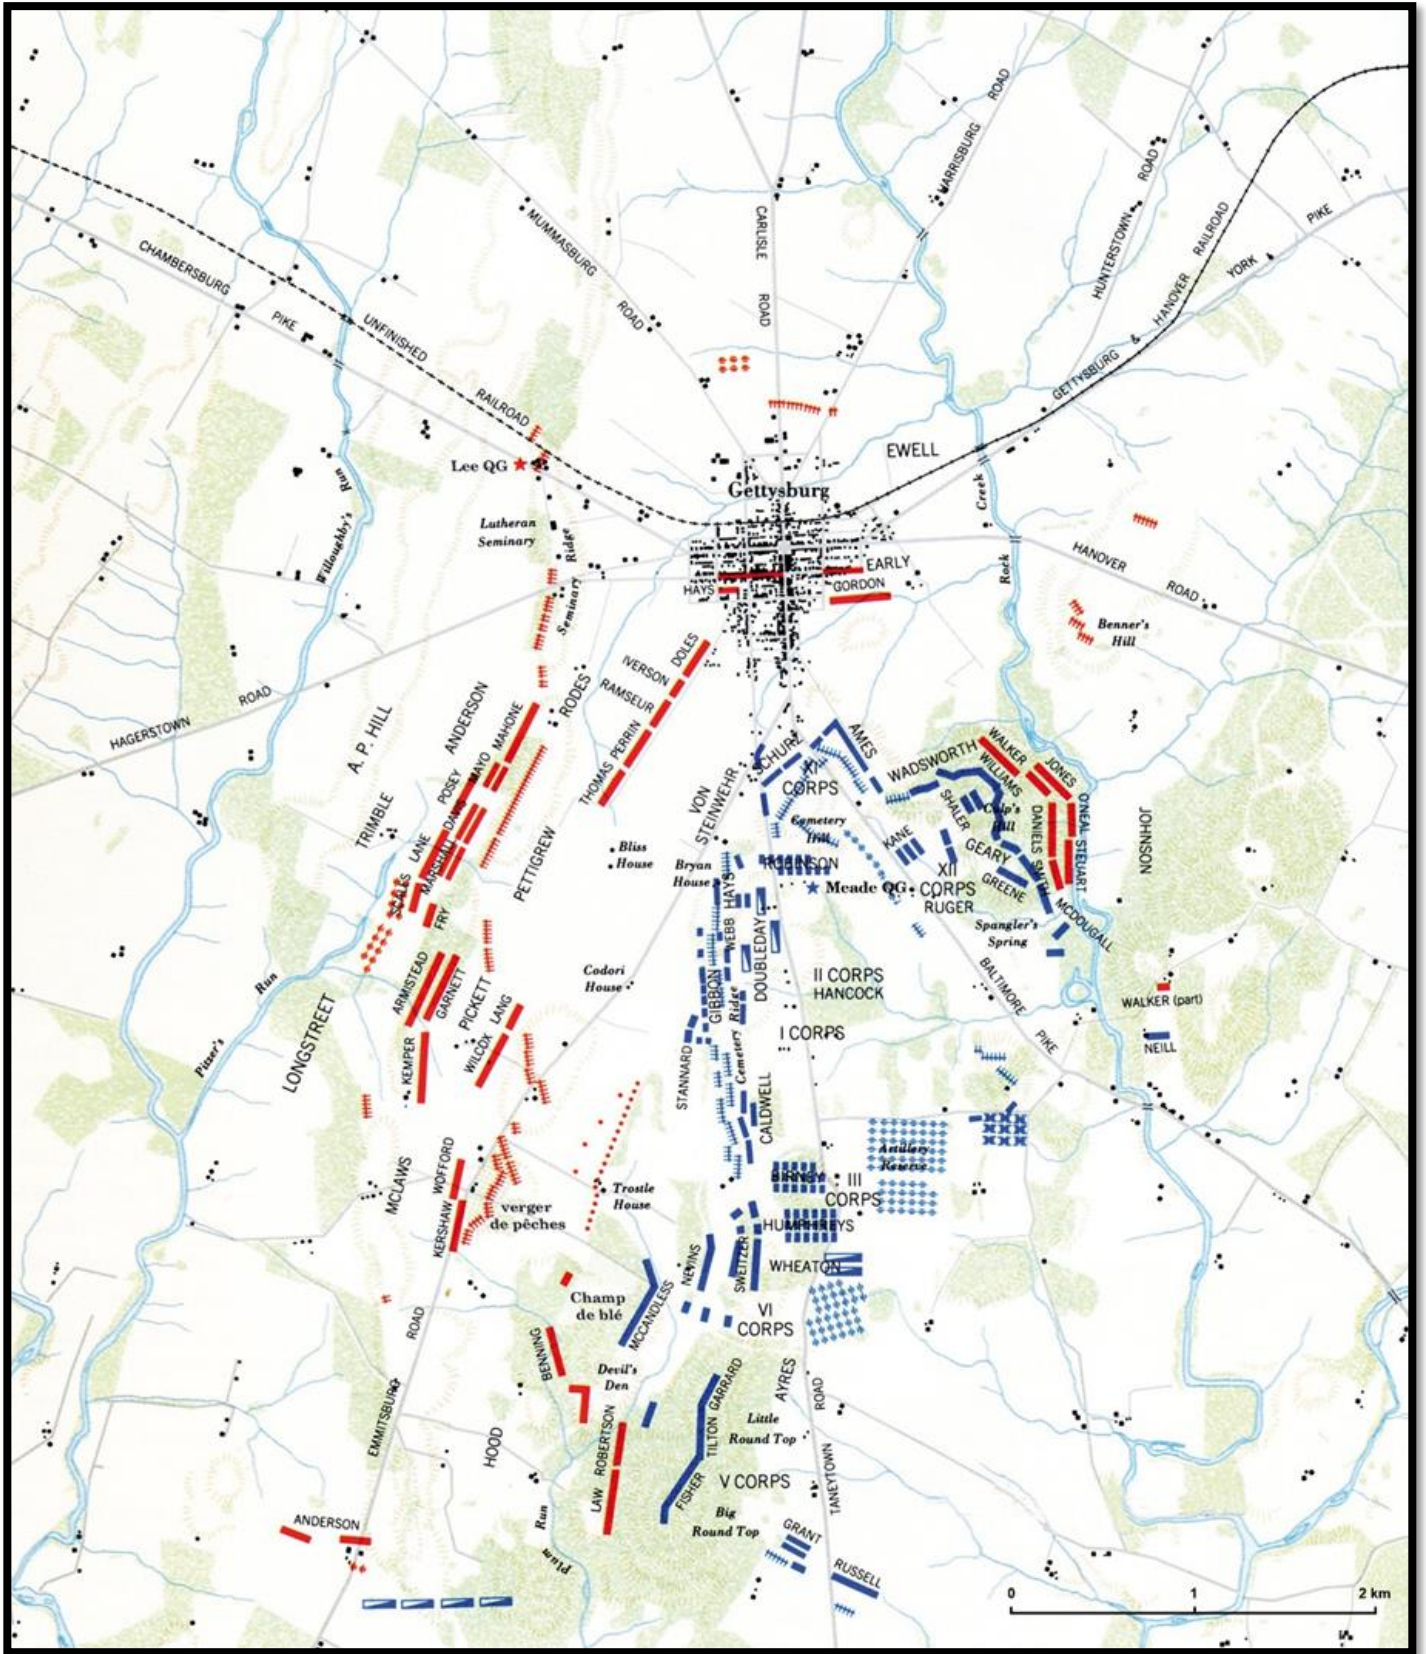 HARRISBURG
ROAD
HUNTERSTOWN
ROAD
CARLISLE
ROAD
MUMMASBURG
ROAD
CHAMBERSBURG
PIKE
UNFINISHED
RAILROAD
GETTYSBURG
&
HANOVER
RAILROAD
YORK
PIKE
Lee QG
EWELL
Gettysburg
Lutheran
Seminary
Seminary
Ridge
Willoughby's
Run
Rock
Creek
HANOVER
ROAD
EARLY
HAYS
GORDON
Benner's
Hill
HAGERSTOWN
ROAD
A. P. HILL
ANDERSON
MAHONE
RODES
IVERSON
DOLES
RAMSEUR
PERRIN
THOMAS
POSEY
MAYO
DAVIS
TRIMBLE
LANE
MARSHALL
SCALES
FRY
PETTIGREW
Bliss
House
Bryan
House
VON
STEINWEHR
SCHURZ
AMES
XI
CORPS
Cemetery
Hill
ROBINSON
Meade QG
WADSWORTH
WALKER
WILLIAMS
JONES
SHALER
Culp's
Hill
DANIELS
O'NEAL
STEUART
SMITH
JOHNSON
KANE
GEARY
GREENE
XII
CORPS
RUGER
MCDOUGALL
Spangler's
Spring
BALTIMORE
PIKE
WALKER (part)
NEILL
HAYS
WEBB
GIBBON
DOUBLEDAY
II CORPS
HANCOCK
I CORPS
Codori
House
Cemetery Ridge
STANNARD
CALDWELL
ARMISTEAD
GARNETT
PICKETT
LANG
WILCOX
KEMPER
LONGSTREET
Pitzer's
Run
MCLAWS
WOFFORD
KERSHAW
verger
de pêches
Trostle
House
Artillery
Reserve
BIRNEY
III
CORPS
HUMPHREYS
NEVINS
SWEITZER
WHEATON
VI
CORPS
Champ
de blé
MCCANDLESS
BENNING
Devil's
Den
EMMITSBURG
ROAD
HOOD
LAW
ROBERTSON
GARRARD
TILTON
FISHER
AYRES
Little
Round Top
V CORPS
Big
Round Top
TANEYTOWN
ROAD
GRANT
RUSSELL
ANDERSON
Plum
Run
0 1 2 km